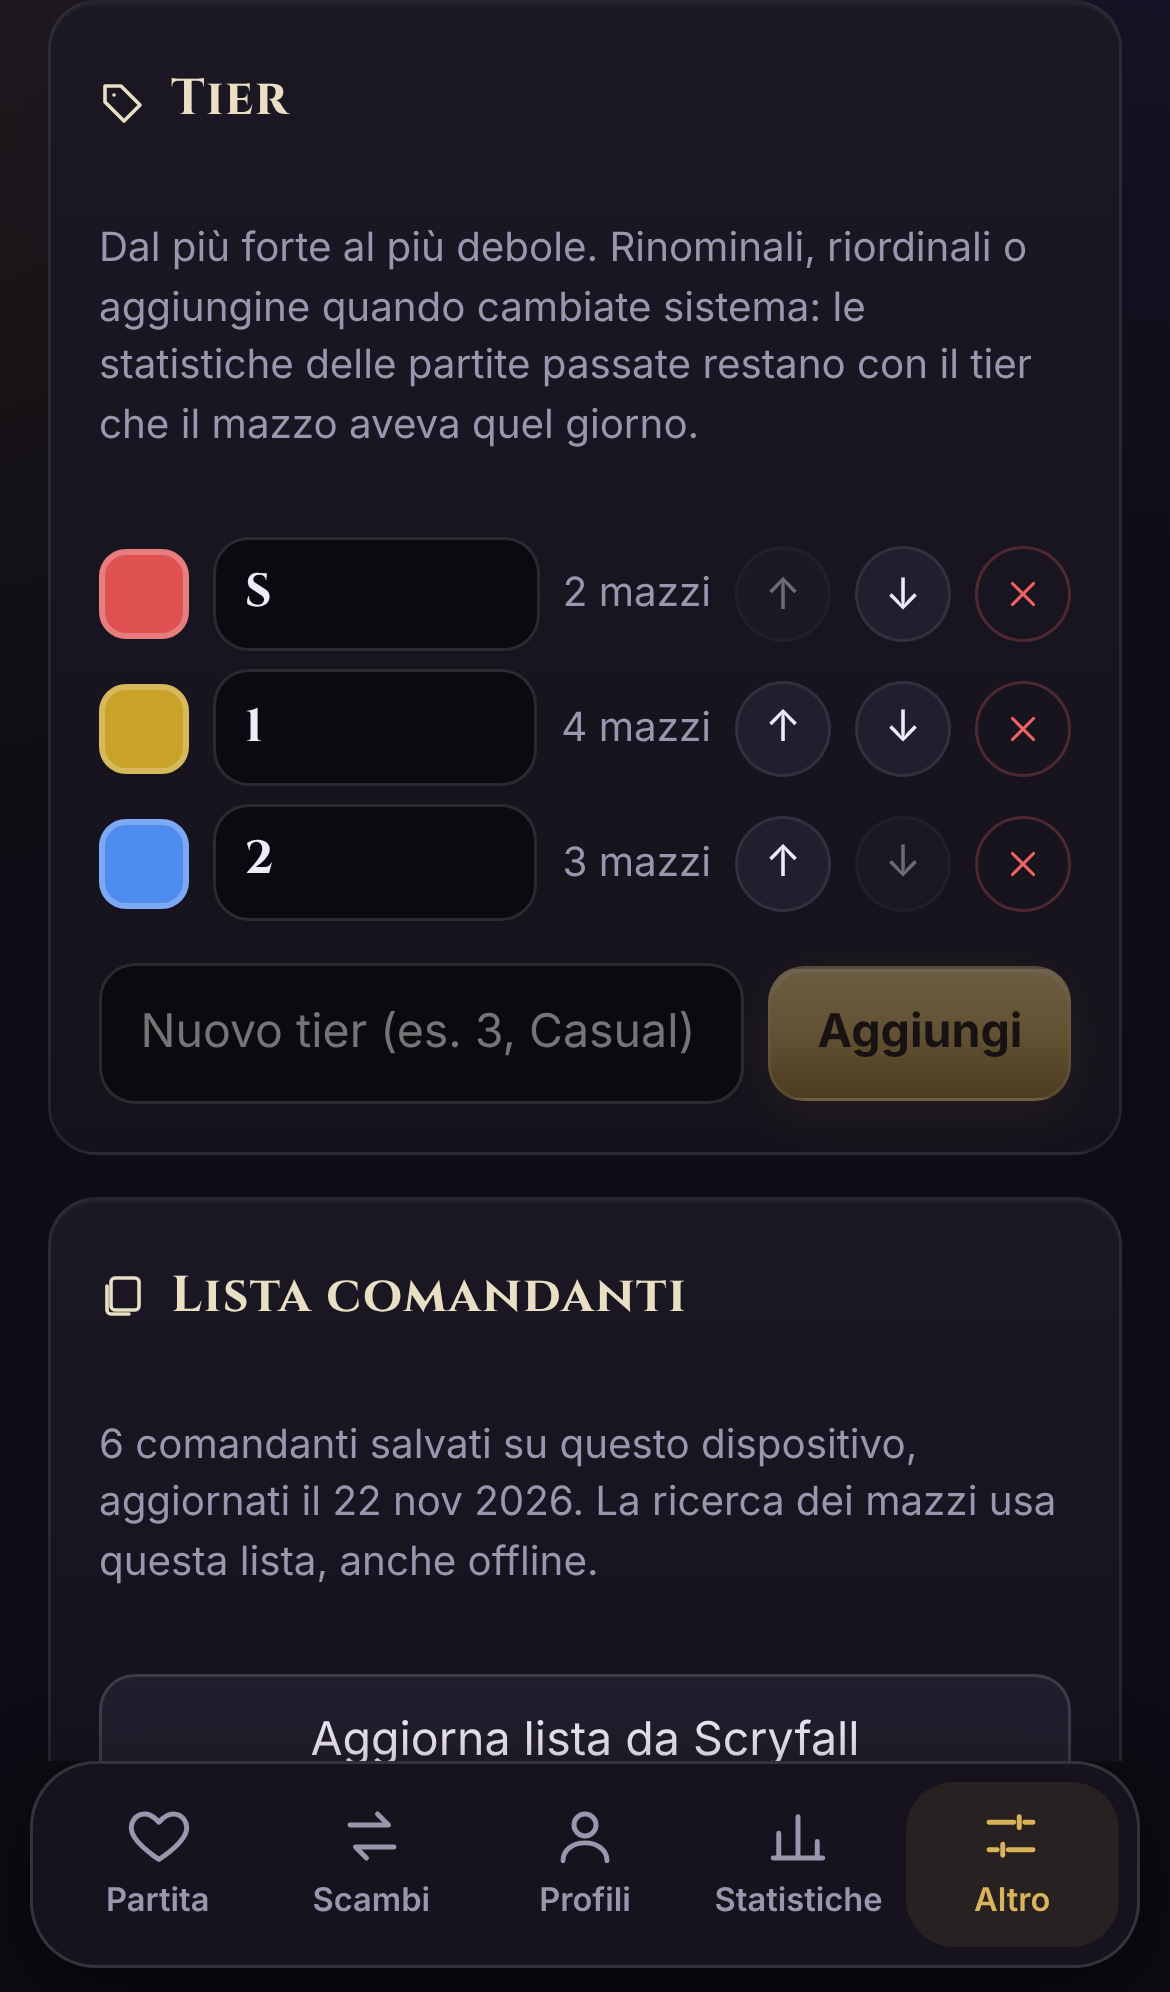 Tier
Dal più forte al più debole. Rinominali, riordinali o
aggiungine quando cambiate sistema: le
statistiche delle partite passate restano con il tier
che il mazzo aveva quel giorno.
S 2 mazzi
1 4 mazzi
2 3 mazzi
Nuovo tier (es. 3, Casual) Aggiungi
Lista comandanti
6 comandanti salvati su questo dispositivo,
aggiornati il 22 nov 2026. La ricerca dei mazzi usa
questa lista, anche offline.
Aggiorna lista da Scryfall
Partita Scambi Profili Statistiche Altro